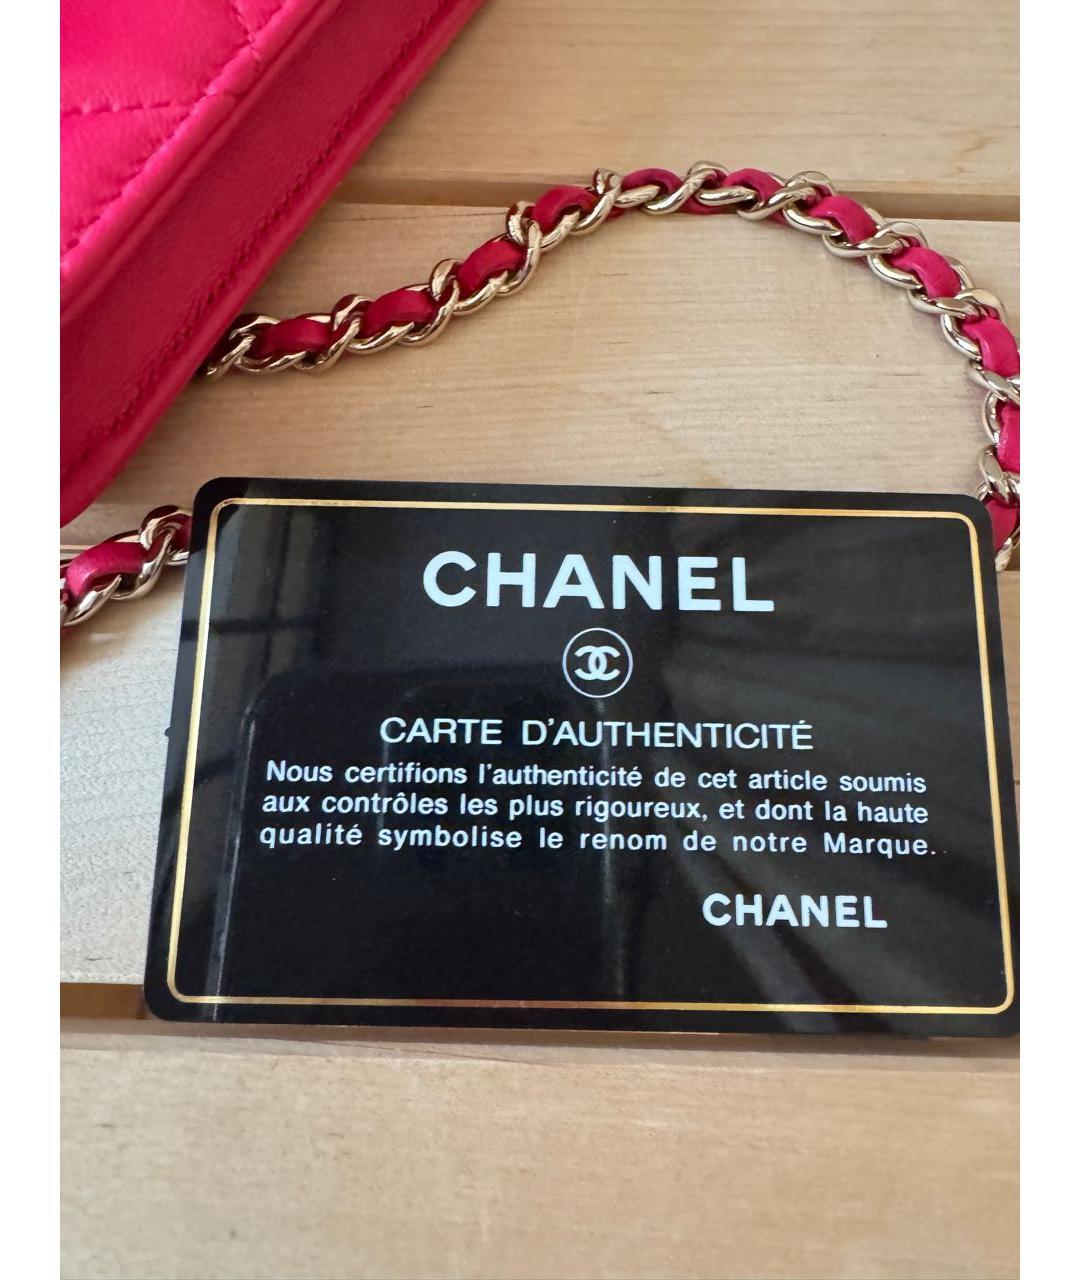 CHANEL
CARTE D'AUTHENTICITÉ
Nous certifions l'authenticité de cet article soumis
aux contrôles les plus rigoureux, et dont la haute
qualité symbolise le renom de notre Marque.
CHANEL